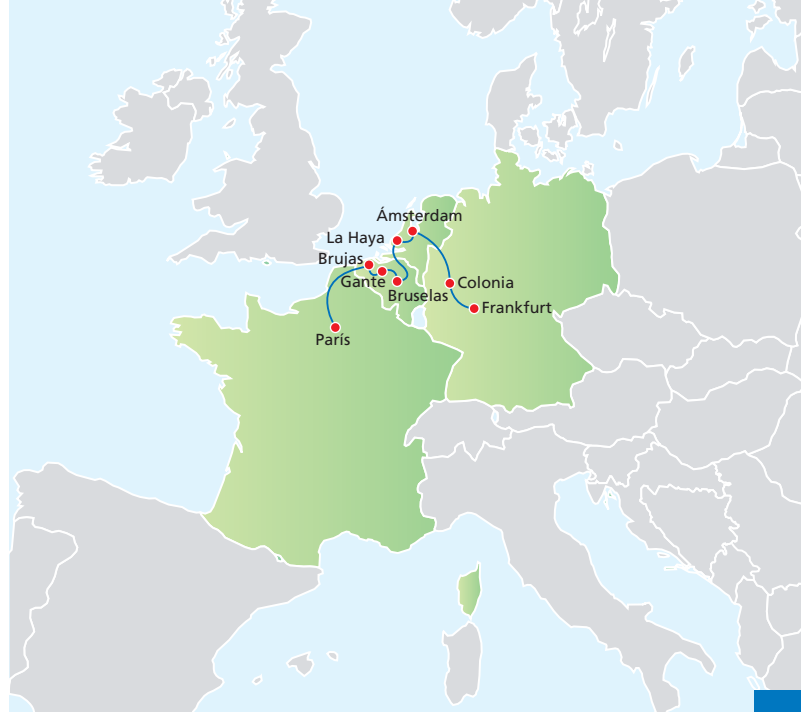 Ámsterdam
La Haya
Brujas
Gante
Bruselas
Colonia
Frankfurt
París